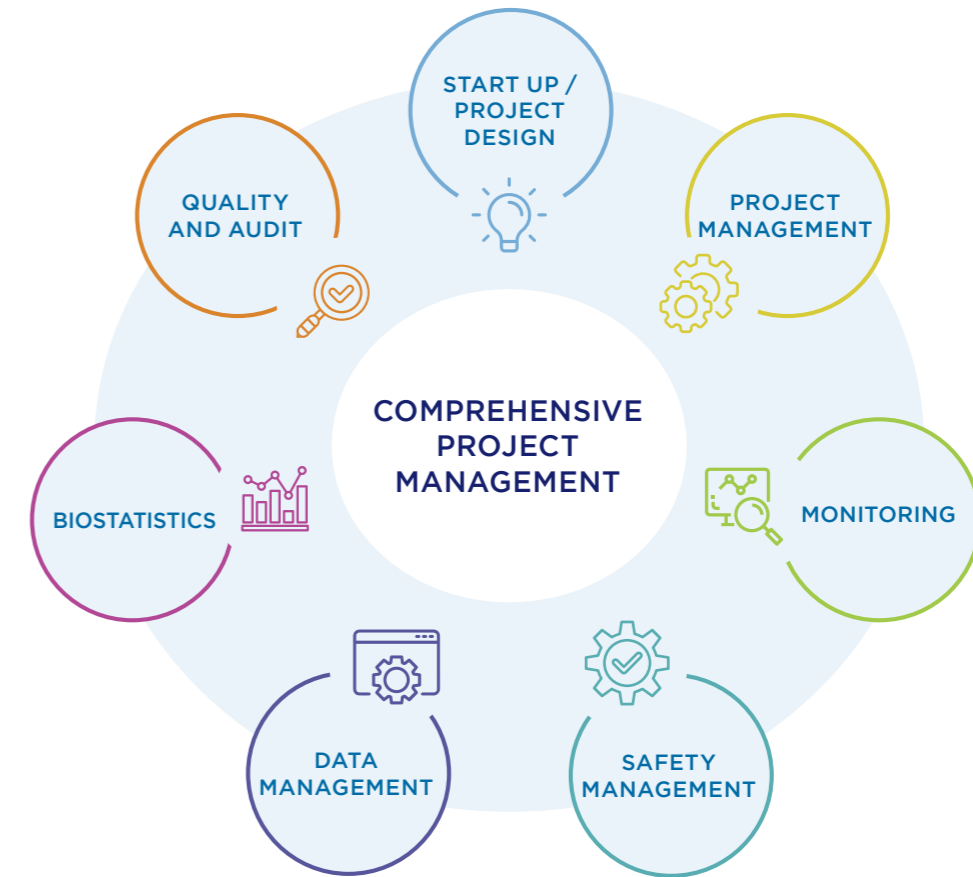 START UP /
PROJECT
DESIGN
PROJECT
MANAGEMENT
MONITORING
SAFETY
MANAGEMENT
DATA
MANAGEMENT
BIOSTATISTICS
QUALITY
AND AUDIT
COMPREHENSIVE
PROJECT
MANAGEMENT